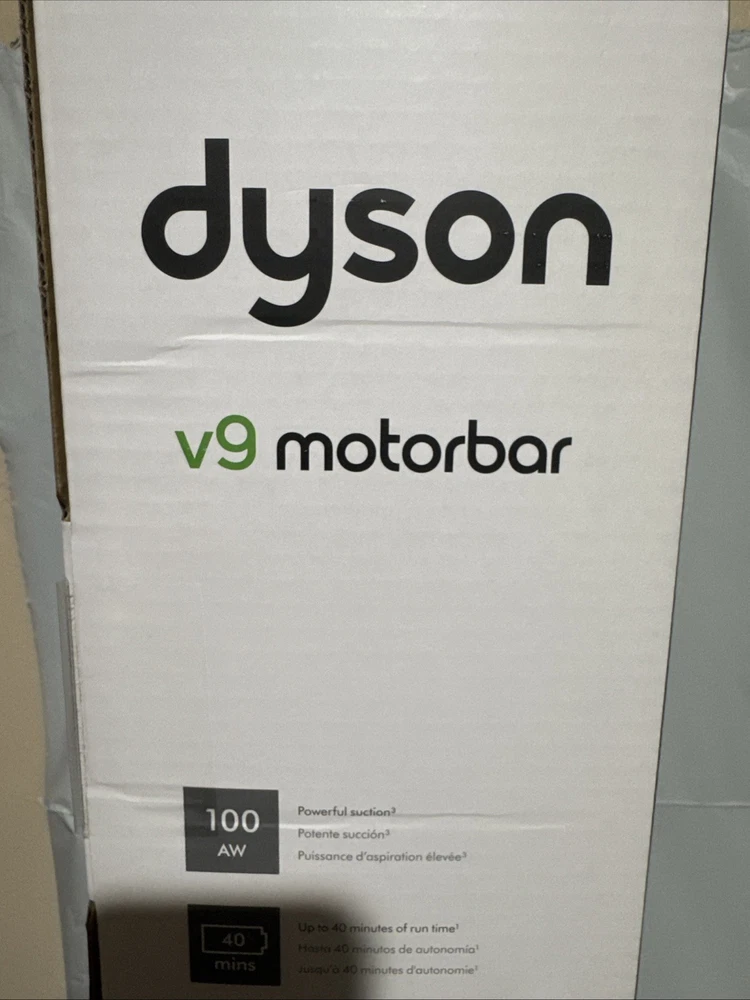 dyson
v9 motorbar
100
AW
Powerful suction³
Potente succión³
Puissance d'aspiration élevée³
40
mins
Up to 40 minutes of run time¹
Hasta 40 minutos de autonomía¹
Jusqu'à 40 minutes d'autonomie¹